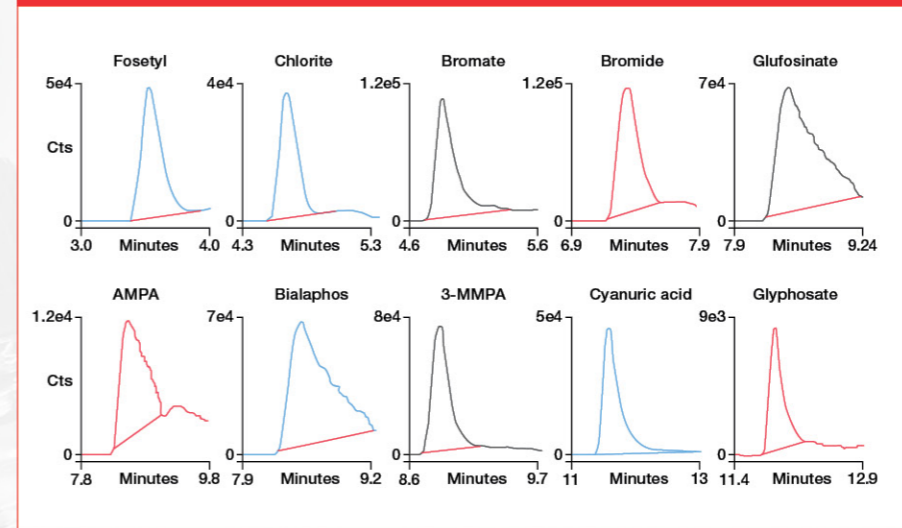 Fosetyl Chlorite Bromate Bromide Glufosinate
5e4 4e4 1.2e5 1.2e5 7e4
Cts
0 0 0 0 0
3.0 Minutes 4.0 4.3 Minutes 5.3 4.6 Minutes 5.6 6.9 Minutes 7.9 7.9 Minutes 9.24
AMPA Bialaphos 3-MMPA Cyanuric acid Glyphosate
1.2e4 7e4 8e4 5e4 9e3
Cts
0 0 0 0 0
7.8 Minutes 9.8 7.9 Minutes 9.2 8.6 Minutes 9.7 11 Minutes 13 11.4 Minutes 12.9